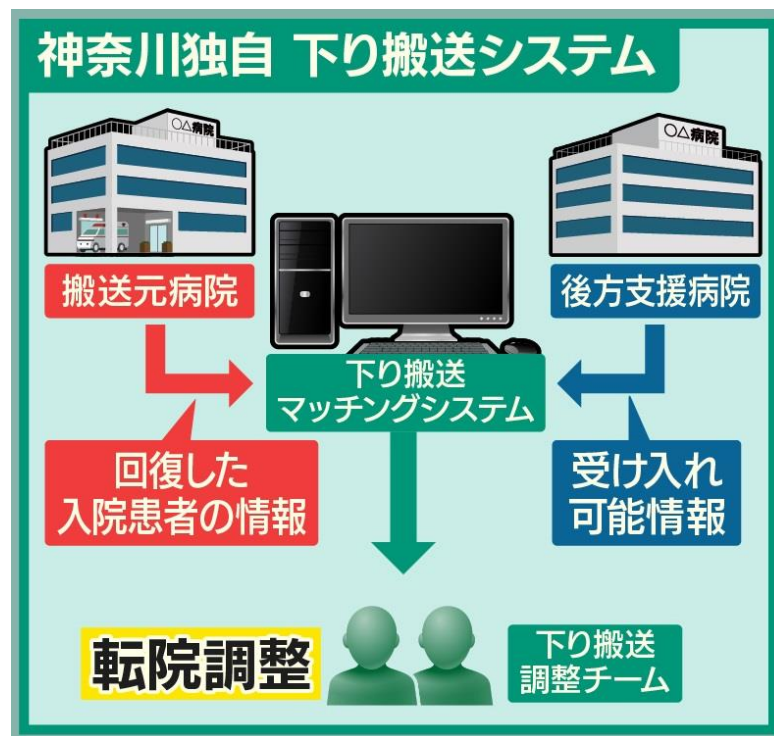 神奈川独自 下り搬送システム
○△病院
○△病院
搬送元病院
後方支援病院
下り搬送
マッチングシステム
回復した
入院患者の情報
受け入れ
可能情報
転院調整
下り搬送
調整チーム